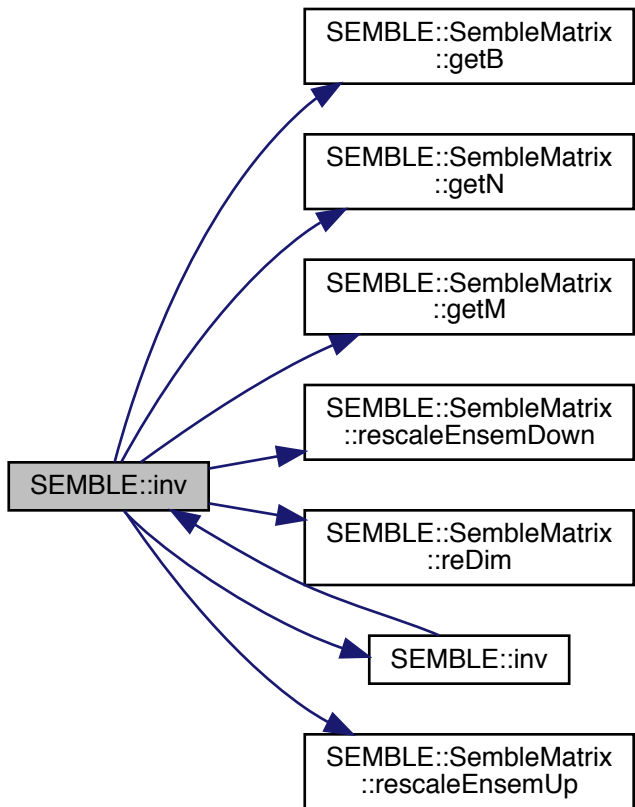 SEMBLE::SembleMatrix
::getB
SEMBLE::SembleMatrix
::getN
SEMBLE::SembleMatrix
::getM
SEMBLE::SembleMatrix
::rescaleEnsemDown
SEMBLE::inv
SEMBLE::SembleMatrix
::reDim
SEMBLE::inv
SEMBLE::SembleMatrix
::rescaleEnsemUp